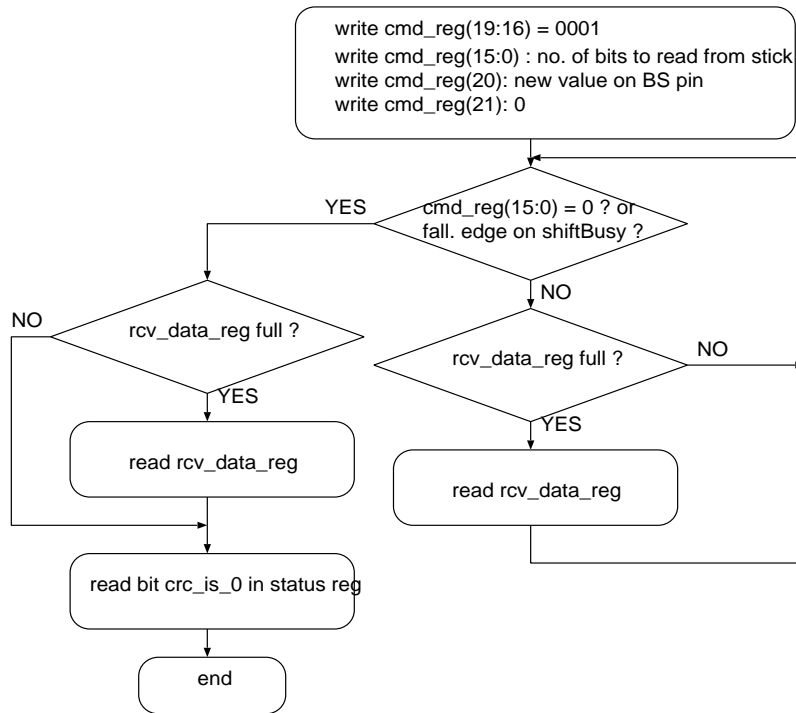 write cmd_reg(19:16) = 0001
write cmd_reg(15:0) : no. of bits to read from stick
write cmd_reg(20): new value on BS pin
write cmd_reg(21): 0
YES
cmd_reg(15:0) = 0 ? or
fall. edge on shiftBusy ?
NO
NO
rcv_data_reg full ?
rcv_data_reg full ?
NO
YES
YES
read rcv_data_reg
read rcv_data_reg
read bit crc_is_0 in status reg
end